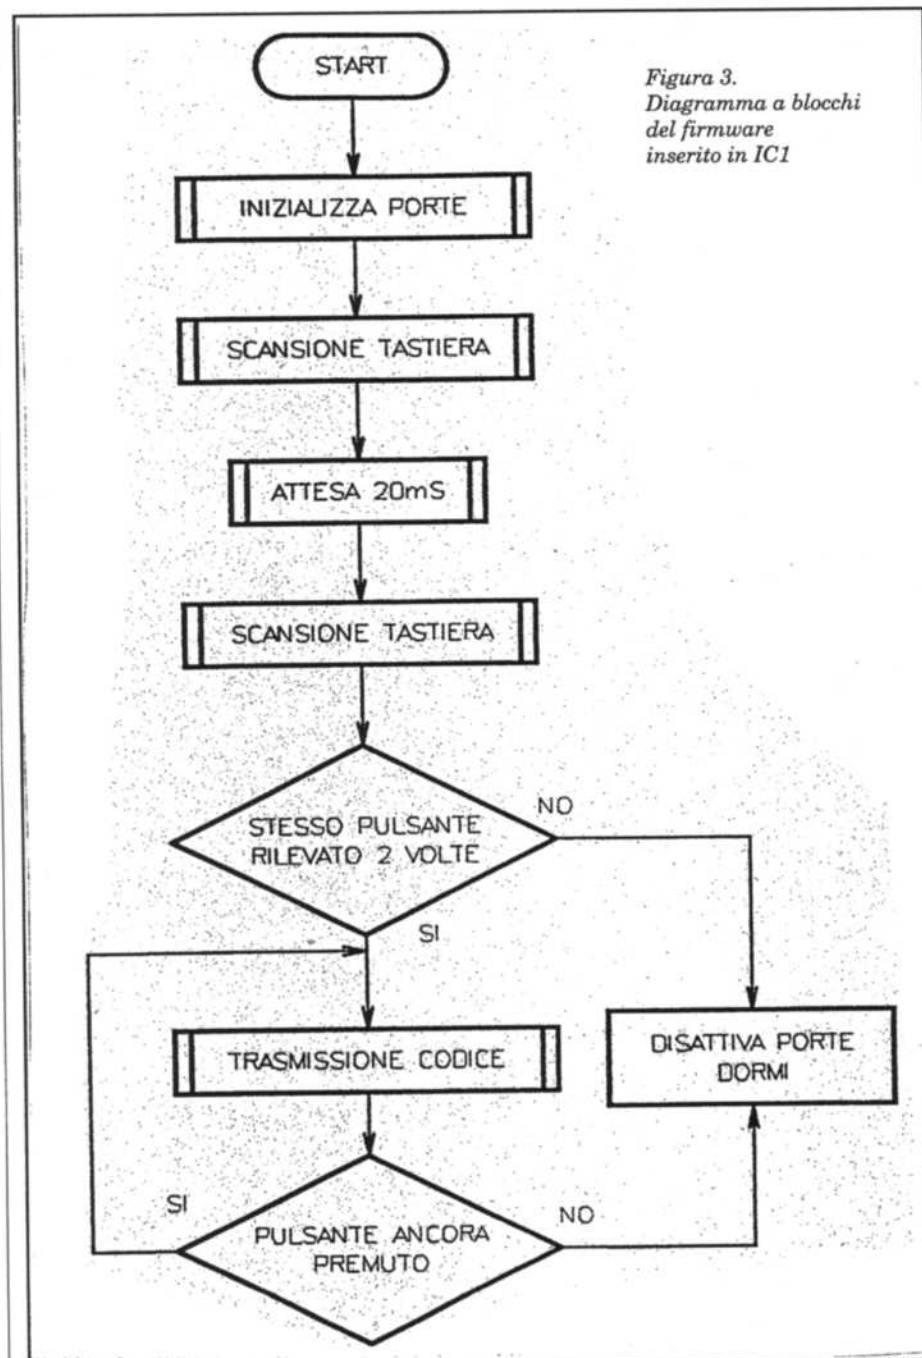 START
Figura 3.
Diagramma a blocchi
del firmware
inserito in IC1
INIZIALIZZA PORTE
SCANSIONE TASTIERA
ATTESA 20mS
SCANSIONE TASTIERA
STESSO PULSANTE
RILEVATO 2 VOLTE
NO
SI
TRASMISSIONE CODICE
DISATTIVA PORTE
DORMI
PULSANTE ANCORA
PREMUTO
SI
NO